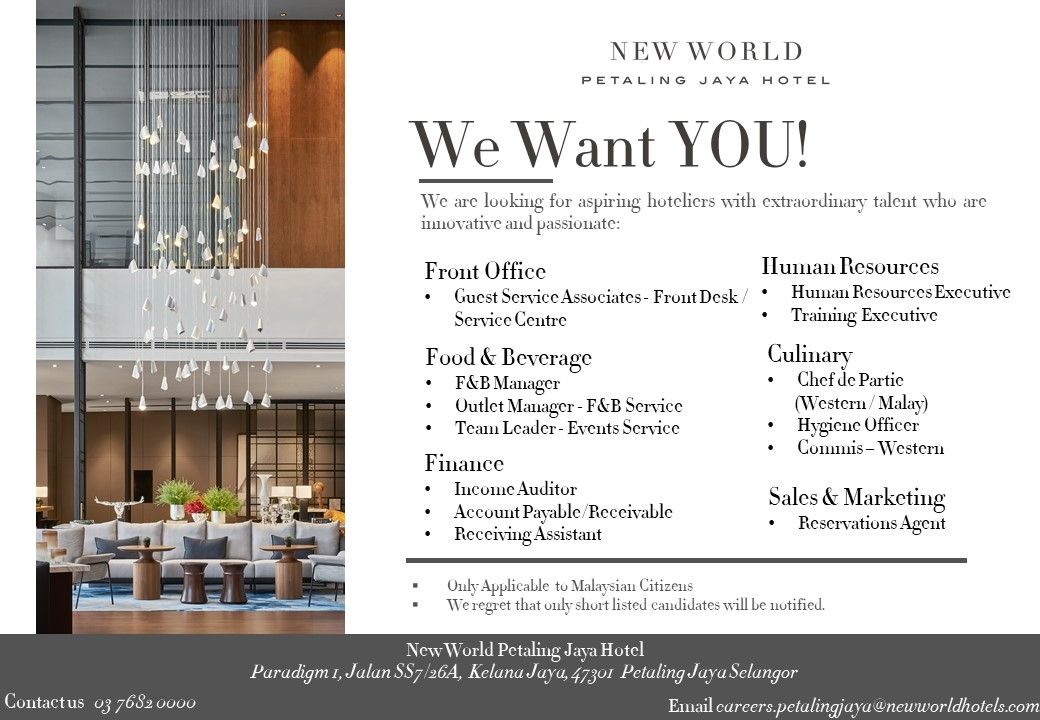 NEW WORLD
PETALING JAYA HOTEL
We Want YOU!
We are looking for aspiring hoteliers with extraordinary talent who are
innovative and passionate:
Front Office
• Guest Service Associates - Front Desk /
Service Centre
Food & Beverage
• F&B Manager
• Outlet Manager - F&B Service
• Team Leader - Events Service
Finance
• Income Auditor
• Account Payable/Receivable
• Receiving Assistant
Human Resources
• Human Resources Executive
• Training Executive
Culinary
• Chef de Partie
(Western / Malay)
• Hygiene Officer
• Commis – Western
Sales & Marketing
• Reservations Agent
▪ Only Applicable to Malaysian Citizens
▪ We regret that only short listed candidates will be notified.
New World Petaling Jaya Hotel
Paradigm 1, Jalan SS7/26A, Kelana Jaya, 47301 Petaling Jaya Selangor
Contact us 03 7682 0000
Email careers.petalingjaya@newworldhotels.com